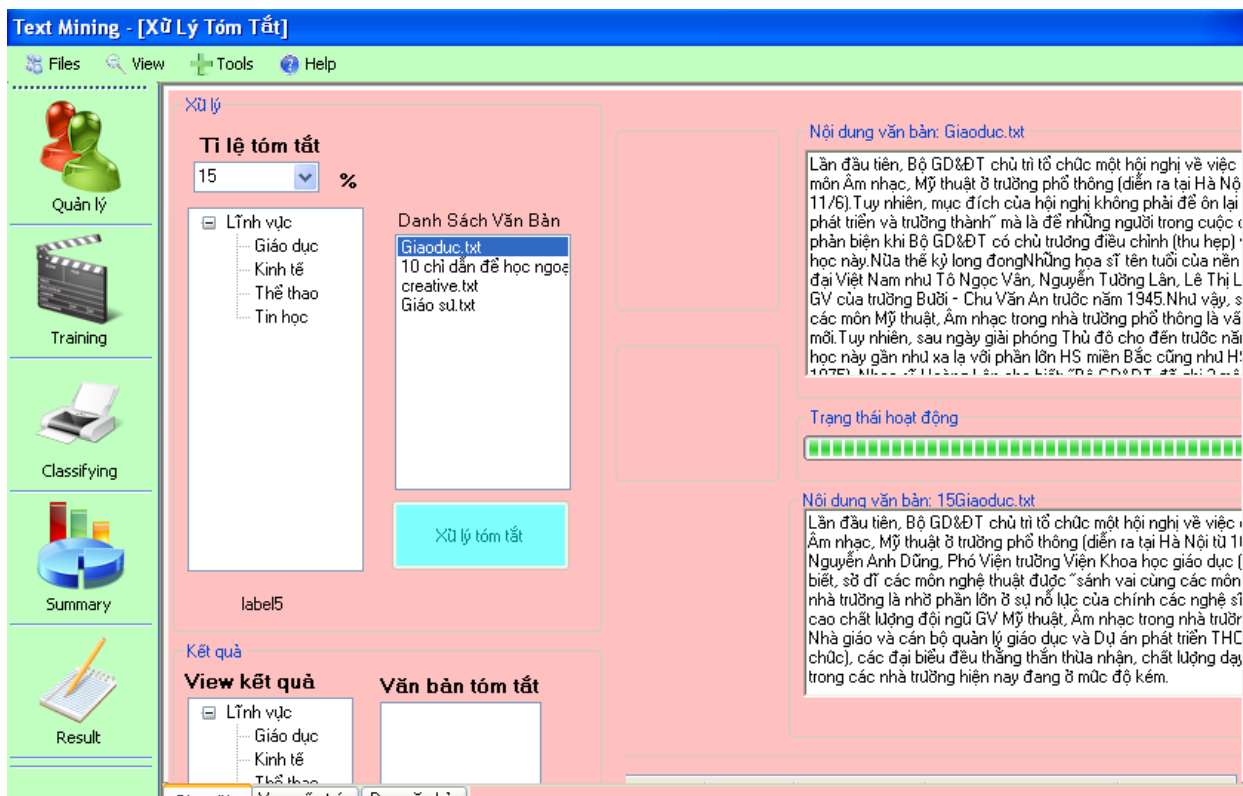 Text Mining - [Xử Lý Tóm Tắt]
Files View Tools Help
Quản lý
Training
Classifying
Summary
Result
Xử lý
Tỉ lệ tóm tắt
15 %
Lĩnh vực
Giáo dục
Kinh tế
Thể thao
Tin học
Danh Sách Văn Bản
Giaoduc.txt
10 chỉ dẫn để học ngoạ
creative.txt
Giáo sư.txt
Xử lý tóm tắt
label5
Kết quả
View kết quả
Lĩnh vực
Giáo dục
Kinh tế
Thể thao
Văn bản tóm tắt
Nội dung văn bản: Giaoduc.txt
Lần đầu tiên, Bộ GD&ĐT chủ trì tổ chức một hội nghị về việc
môn Âm nhạc, Mỹ thuật ở trường phổ thông (diễn ra tại Hà Nộ
11/6).Tuy nhiên, mục đích của hội nghị không phải để ôn lại
phát triển và trưởng thành" mà là để những người trong cuộc
phản biện khi Bộ GD&ĐT có chủ trương điều chỉnh (thu hẹp)
học này.Nửa thế kỷ long đongNhững họa sĩ tên tuổi của nền
đại Việt Nam như Tô Ngọc Vân, Nguyễn Tường Lân, Lê Thị L
GV của trường Bưởi - Chu Văn An trước năm 1945.Như vậy, s
các môn Mỹ thuật, Âm nhạc trong nhà trường phổ thông là vấ
mới.Tuy nhiên, sau ngày giải phóng Thủ đô cho đến trước nă
học này gần như xa lạ với phần lớn HS miền Bắc cũng như H
Trạng thái hoạt động
Nội dung văn bản: 15Giaoduc.txt
Lần đầu tiên, Bộ GD&ĐT chủ trì tổ chức một hội nghị về việc
Âm nhạc, Mỹ thuật ở trường phổ thông (diễn ra tại Hà Nội từ 1
Nguyễn Anh Dũng, Phó Viện trưởng Viện Khoa học giáo dục (
biết, sở dĩ các môn nghệ thuật được "sánh vai cùng các môn
nhà trường là nhờ phần lớn ở sự nỗ lực của chính các nghệ sĩ
cao chất lượng đội ngũ GV Mỹ thuật, Âm nhạc trong nhà trườn
Nhà giáo và cán bộ quản lý giáo dục và Dự án phát triển THC
chức), các đại biểu đều thẳng thắn thừa nhận, chất lượng dạy
trong các nhà trường hiện nay đang ở mức độ kém.